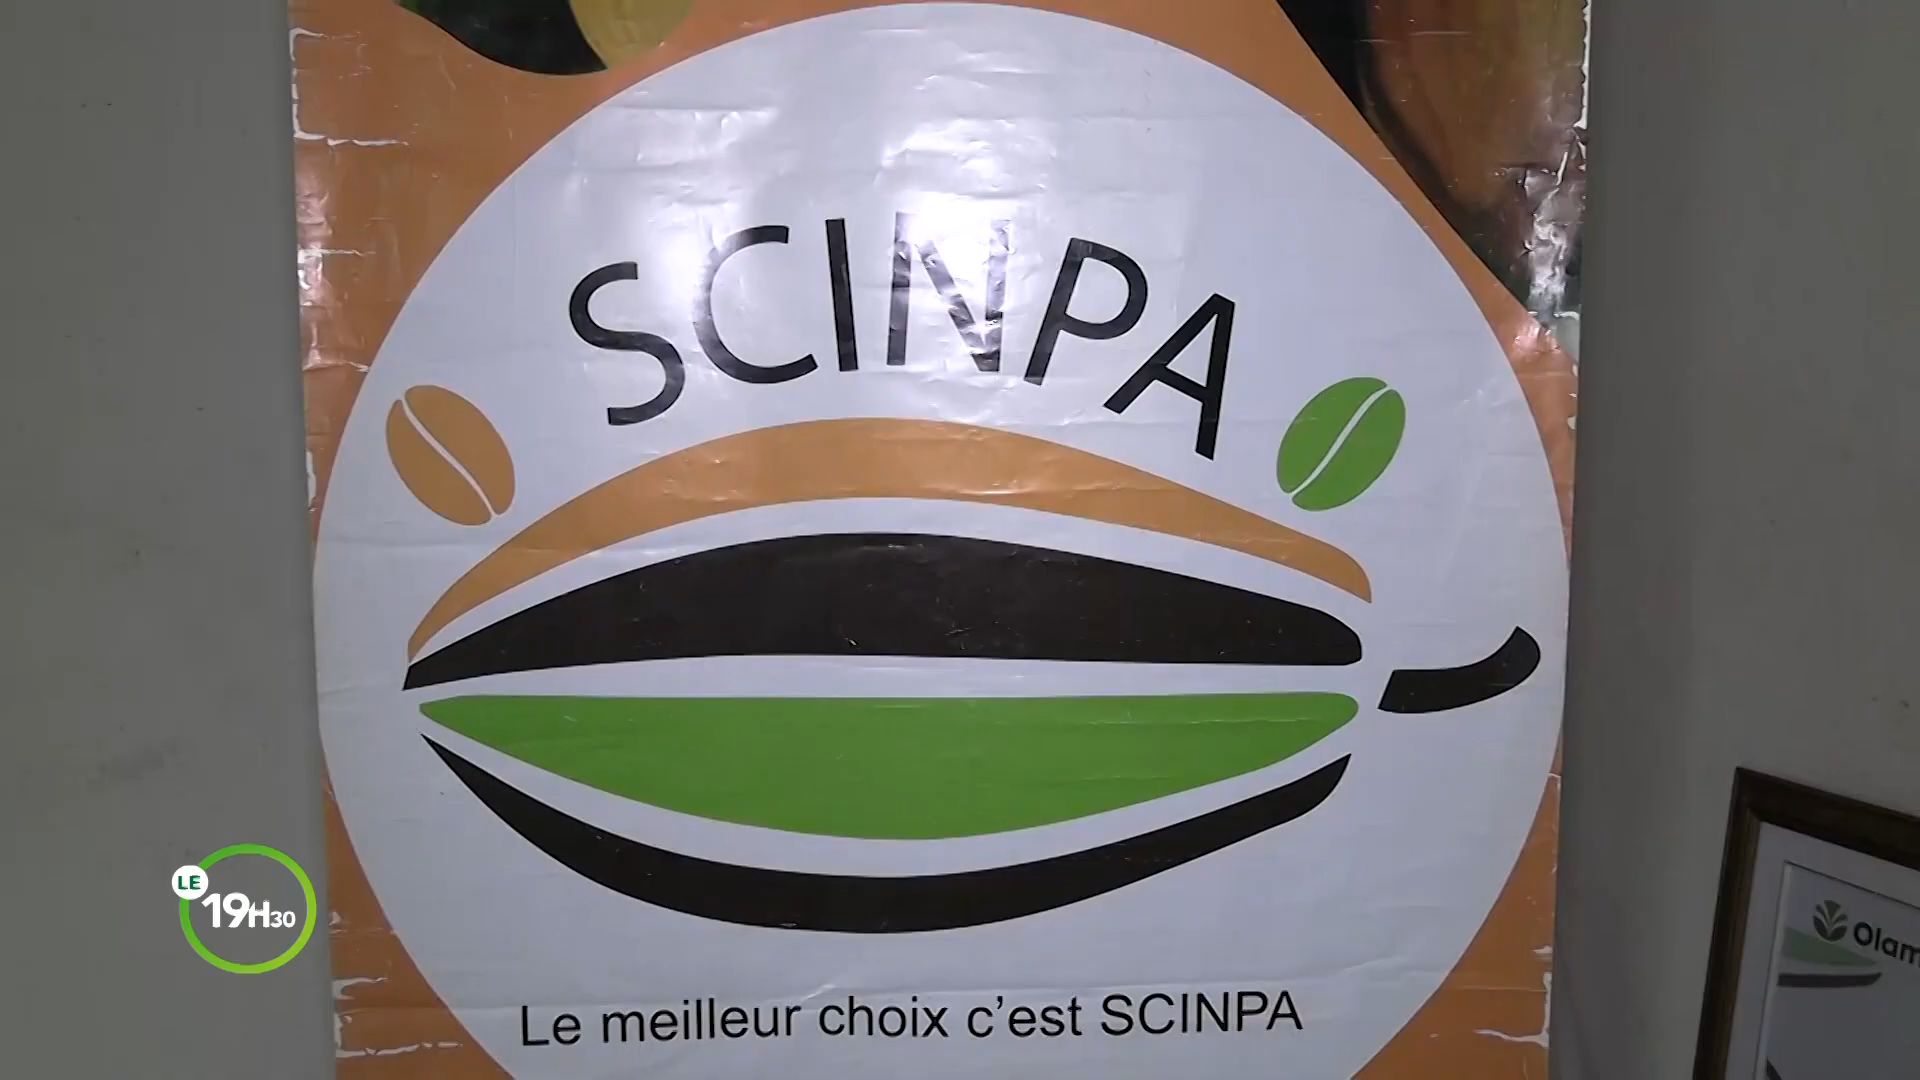 SCINPA
Le meilleur choix c'est SCINPA
LE
19H30
Olam